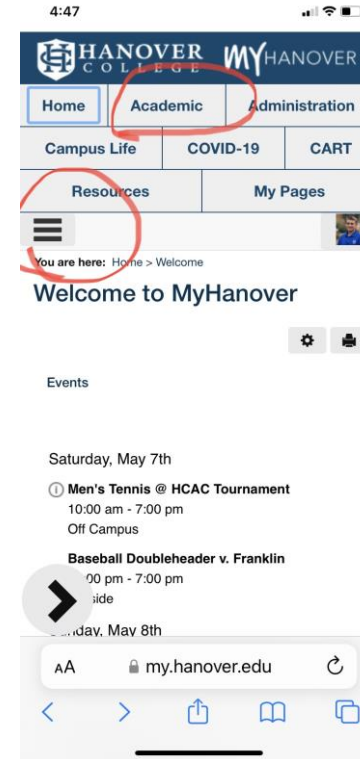 4:47
HANOVER COLLEGE MYHANOVER
Home Academic Administration
Campus Life COVID-19 CART
Resources My Pages
You are here: Home > Welcome
Welcome to MyHanover
Events
Saturday, May 7th
Men's Tennis @ HCAC Tournament
10:00 am - 7:00 pm
Off Campus
Baseball Doubleheader v. Franklin
00 pm - 7:00 pm
side
Sunday, May 8th
AA my.hanover.edu